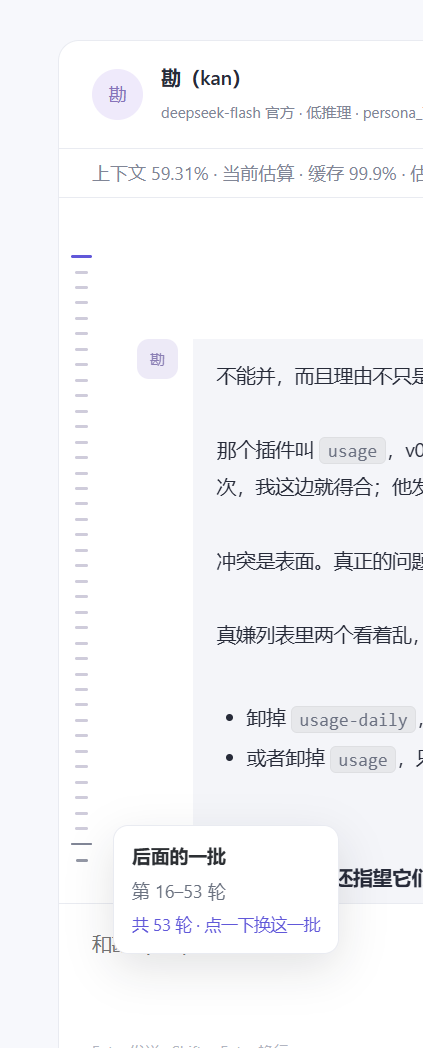 勘
勘（kan）
deepseek-flash 官方 · 低推理 · persona_
上下文 59.31% · 当前估算 · 缓存 99.9% · 估
勘
不能并，而且理由不只是
那个插件叫 usage，v0
次，我这边就得合；他发
冲突是表面。真正的问题
真嫌列表里两个看着乱，
卸掉 usage-daily，
或者卸掉 usage，只
还指望它们
后面的一批
第 16–53 轮
共 53 轮 · 点一下换这一批
和